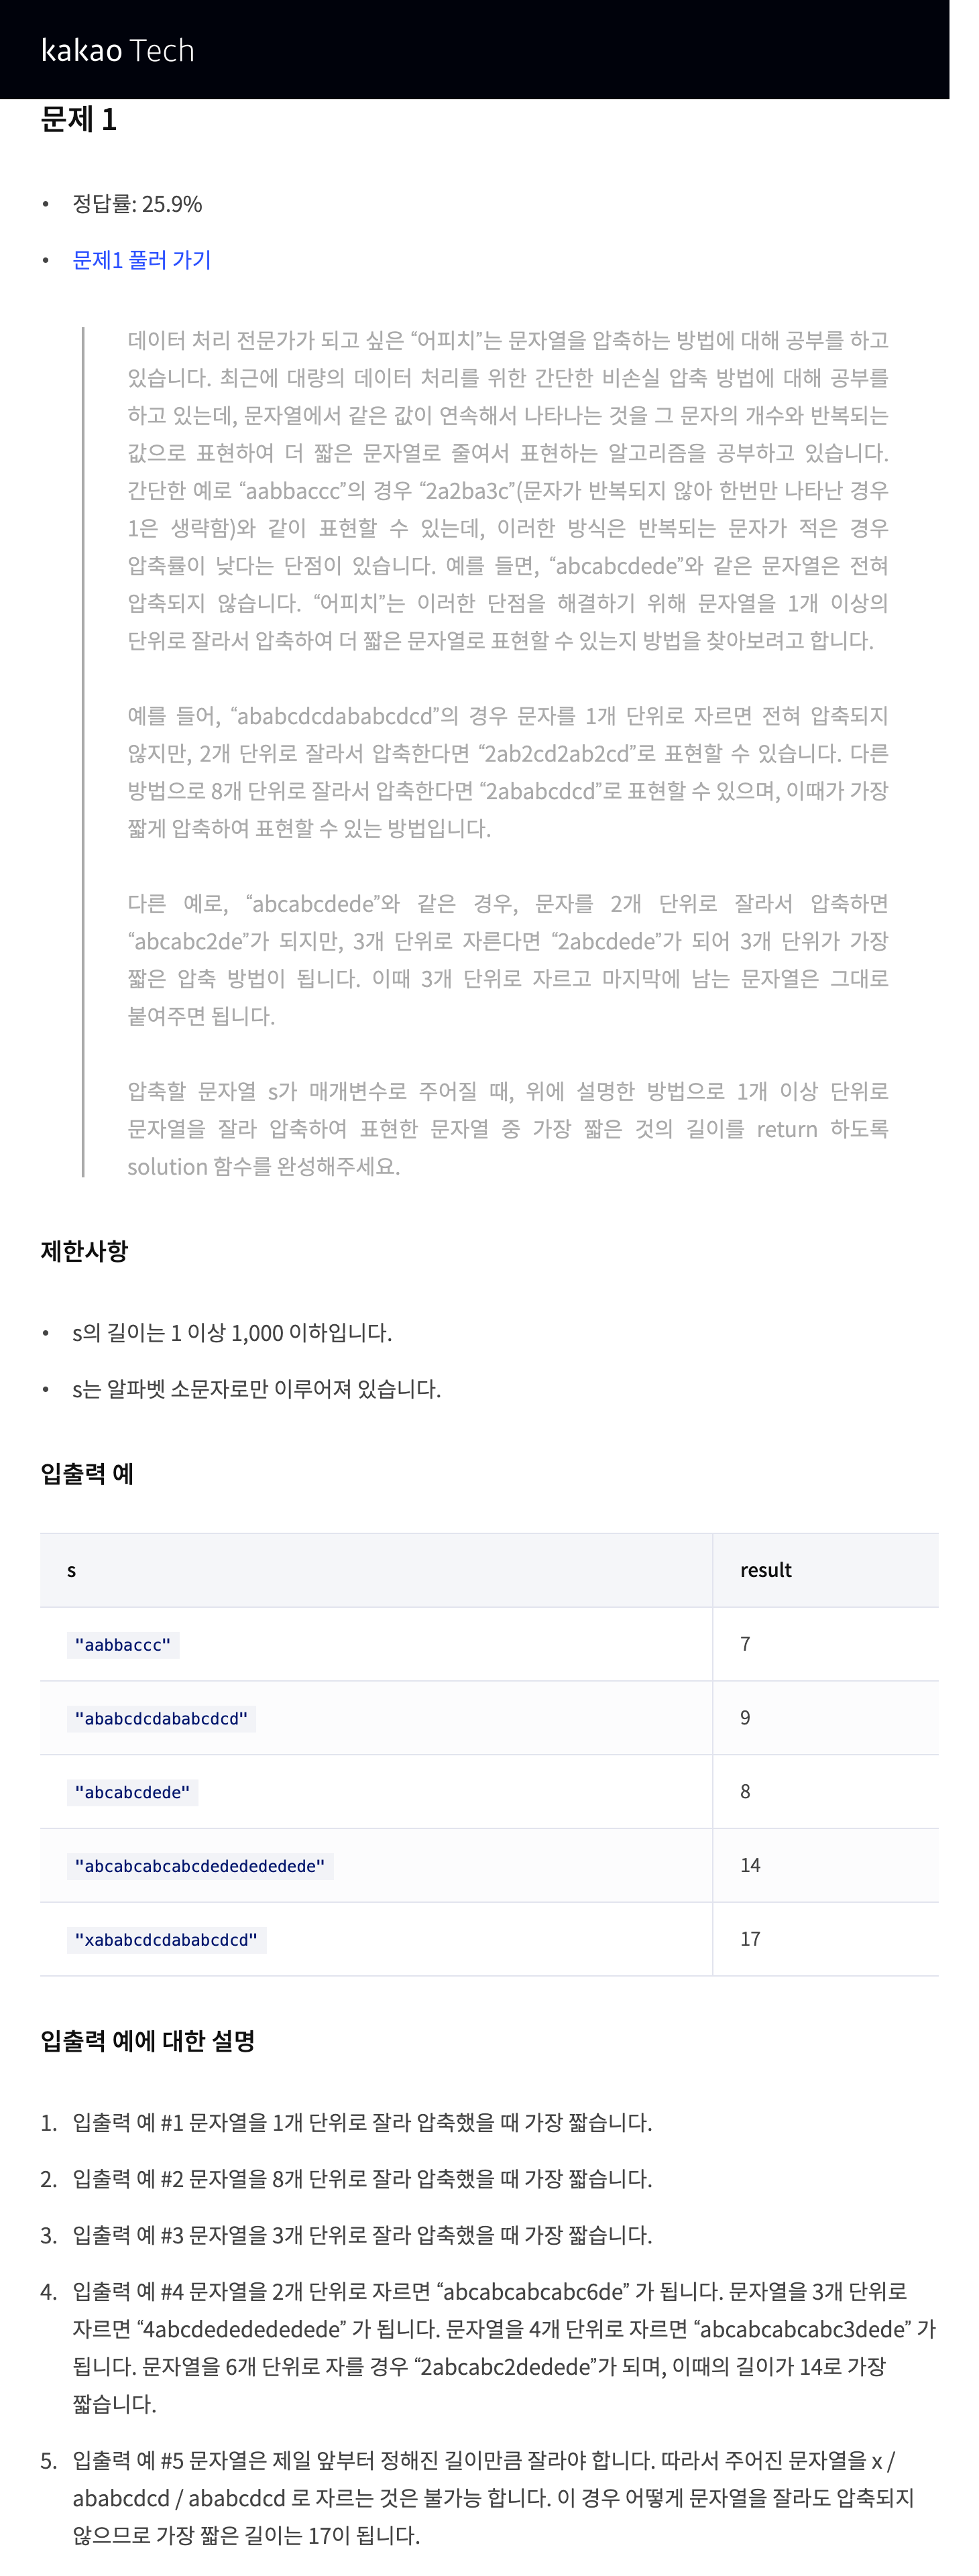 kakao Tech
문제 1
• 정답률: 25.9%
• 문제1 풀러 가기
데이터 처리 전문가가 되고 싶은 “어피치”는 문자열을 압축하는 방법에 대해 공부를 하고
있습니다. 최근에 대량의 데이터 처리를 위한 간단한 비손실 압축 방법에 대해 공부를
하고 있는데, 문자열에서 같은 값이 연속해서 나타나는 것을 그 문자의 개수와 반복되는
값으로 표현하여 더 짧은 문자열로 줄여서 표현하는 알고리즘을 공부하고 있습니다.
간단한 예로 “aabbaccc”의 경우 “2a2ba3c”(문자가 반복되지 않아 한번만 나타난 경우
1은 생략함)와 같이 표현할 수 있는데, 이러한 방식은 반복되는 문자가 적은 경우
압축률이 낮다는 단점이 있습니다. 예를 들면, “abcabcdede”와 같은 문자열은 전혀
압축되지 않습니다. “어피치”는 이러한 단점을 해결하기 위해 문자열을 1개 이상의
단위로 잘라서 압축하여 더 짧은 문자열로 표현할 수 있는지 방법을 찾아보려고 합니다.
예를 들어, “ababcdcdababcdcd”의 경우 문자를 1개 단위로 자르면 전혀 압축되지
않지만, 2개 단위로 잘라서 압축한다면 “2ab2cd2ab2cd”로 표현할 수 있습니다. 다른
방법으로 8개 단위로 잘라서 압축한다면 “2ababcdcd”로 표현할 수 있으며, 이때가 가장
짧게 압축하여 표현할 수 있는 방법입니다.
다른 예로, “abcabcdede”와 같은 경우, 문자를 2개 단위로 잘라서 압축하면
“abcabc2de”가 되지만, 3개 단위로 자른다면 “2abcdede”가 되어 3개 단위가 가장
짧은 압축 방법이 됩니다. 이때 3개 단위로 자르고 마지막에 남는 문자열은 그대로
붙여주면 됩니다.
압축할 문자열 s가 매개변수로 주어질 때, 위에 설명한 방법으로 1개 이상 단위로
문자열을 잘라 압축하여 표현한 문자열 중 가장 짧은 것의 길이를 return 하도록
solution 함수를 완성해주세요.
제한사항
• s의 길이는 1 이상 1,000 이하입니다.
• s는 알파벳 소문자로만 이루어져 있습니다.
입출력 예
s result
"aabbaccc" 7
"ababcdcdababcdcd" 9
"abcabcdede" 8
"abcabcabcabcdededededede" 14
"xababcdcdababcdcd" 17
입출력 예에 대한 설명
1. 입출력 예 #1 문자열을 1개 단위로 잘라 압축했을 때 가장 짧습니다.
2. 입출력 예 #2 문자열을 8개 단위로 잘라 압축했을 때 가장 짧습니다.
3. 입출력 예 #3 문자열을 3개 단위로 잘라 압축했을 때 가장 짧습니다.
4. 입출력 예 #4 문자열을 2개 단위로 자르면 “abcabcabcabc6de” 가 됩니다. 문자열을 3개 단위로
자르면 “4abcdededededede” 가 됩니다. 문자열을 4개 단위로 자르면 “abcabcabcabc3dede” 가
됩니다. 문자열을 6개 단위로 자를 경우 “2abcabc2dedede”가 되며, 이때의 길이가 14로 가장
짧습니다.
5. 입출력 예 #5 문자열은 제일 앞부터 정해진 길이만큼 잘라야 합니다. 따라서 주어진 문자열을 x /
ababcdcd / ababcdcd 로 자르는 것은 불가능 합니다. 이 경우 어떻게 문자열을 잘라도 압축되지
않으므로 가장 짧은 길이는 17이 됩니다.